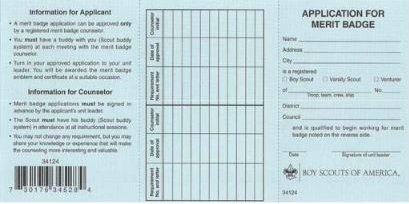 Information for Applicant
• A merit badge application can be approved only
by a registered merit badge counselor.
• You must have a buddy with you (Scout buddy
system) at each meeting with the merit badge
counselor.
• Turn in your approved application to your unit
leader. You will be awarded the merit badge
emblem and certificate at a suitable occasion.
Information for Counselor
• Merit badge applications must be signed in
advance by the applicant's unit leader.
• The Scout must have his buddy (Scout buddy
system) in attendance at all instructional sessions.
• You may not change any requirement, but you may
share your knowledge or experience that will make
the counseling more interesting and valuable.
34124
7 30176 34528 4
Counselor
initial
Date of
approval
Requirement
No. and letter
Counselor
initial
Date of
approval
Requirement
No. and letter
APPLICATION FOR
MERIT BADGE
Name
Address
City
is a registered
Boy Scout Varsity Scout Venturer
of No.
(troop, team, crew, ship)
District
Council
and is qualified to begin working for merit
badge noted on the reverse side.
Date Signature of unit leader
BOY SCOUTS OF AMERICA
34124